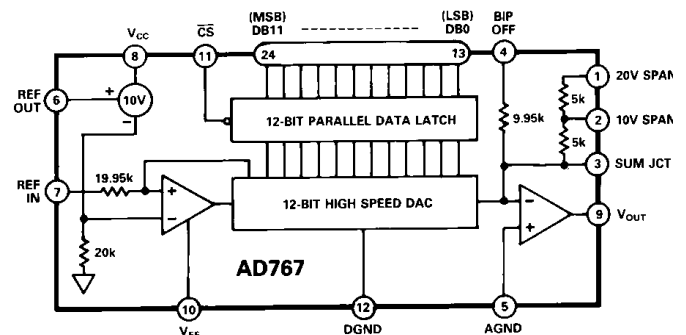 (MSB) (LSB) BIP
VCC CS DB11 DB0 OFF
8 11 24 13 4
1 20V SPAN
REF OUT 6 + 10V − 5k
12-BIT PARALLEL DATA LATCH 9.95k 2 10V SPAN
5k
REF IN 7 19.95k + 3 SUM JCT
− 12-BIT HIGH SPEED DAC −
+ 9 VOUT
20k
AD767
10 12 5
VEE DGND AGND